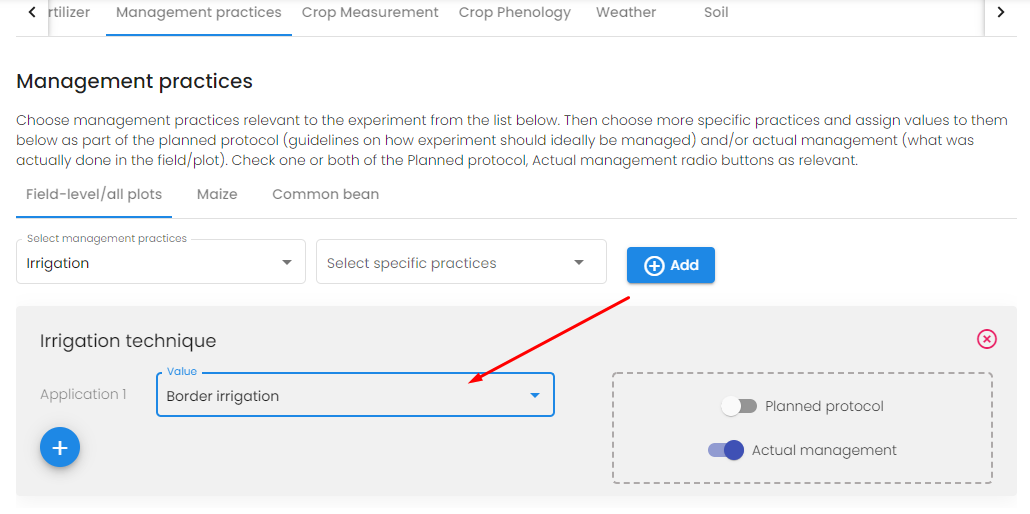 rtilizer Management practices Crop Measurement Crop Phenology Weather Soil
Management practices
Choose management practices relevant to the experiment from the list below. Then choose more specific practices and assign values to them
below as part of the planned protocol (guidelines on how experiment should ideally be managed) and/or actual management (what was
actually done in the field/plot). Check one or both of the Planned protocol, Actual management radio buttons as relevant.
Field-level/all plots Maize Common bean
Select management practices
Irrigation Select specific practices Add
Irrigation technique
Value
Application 1 Border irrigation
Planned protocol
Actual management